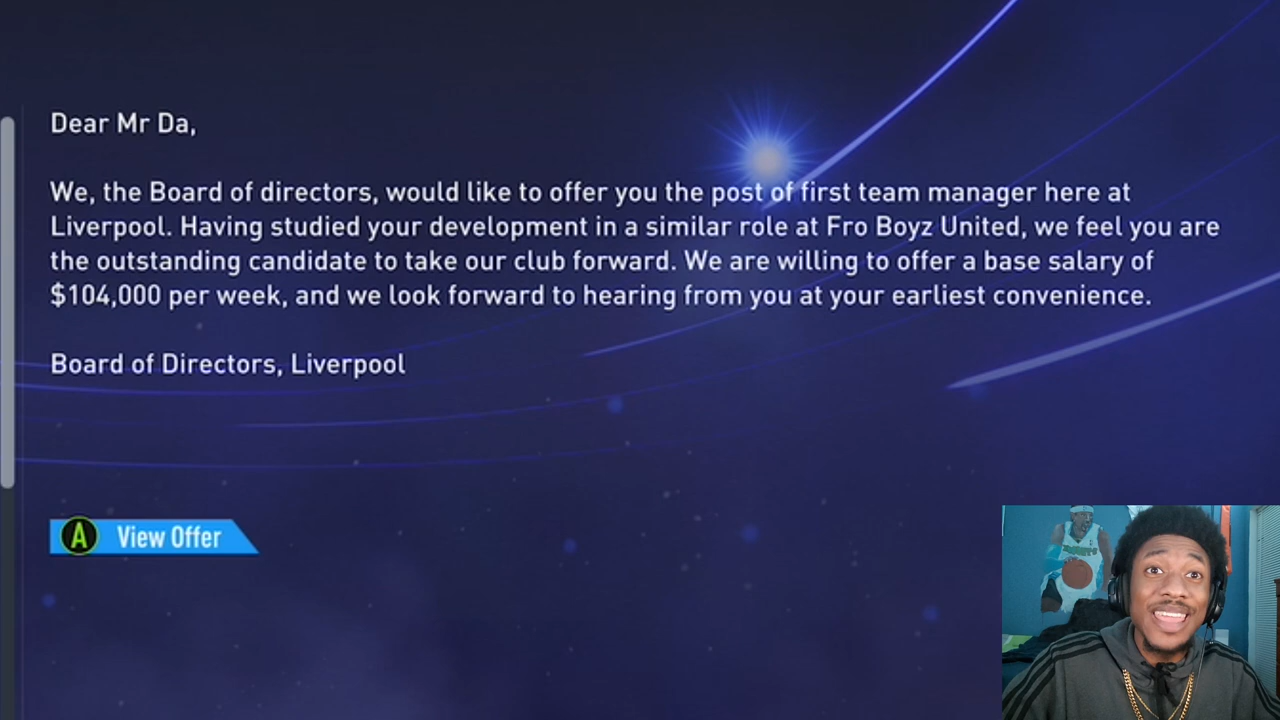 Dear Mr Da,
We, the Board of directors, would like to offer you the post of first team manager here at
Liverpool. Having studied your development in a similar role at Fro Boyz United, we feel you are
the outstanding candidate to take our club forward. We are willing to offer a base salary of
$104,000 per week, and we look forward to hearing from you at your earliest convenience.
Board of Directors, Liverpool
A View Offer